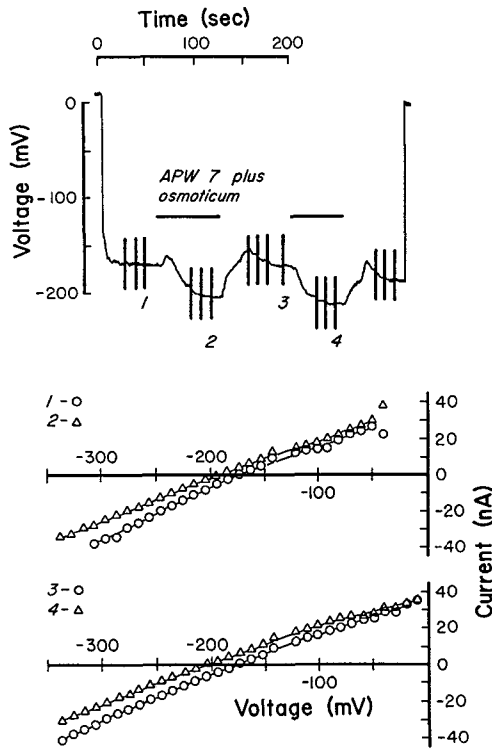 Time (sec)
0 100 200
0
-100
-200
Voltage (mV)
APW 7 plus
osmoticum
1 2 3 4
1 - ○
2 - △
-300 -200 -100
40
20
0
-20
-40
3 - ○
4 - △
-300 -200 -100
40
20
0
-20
-40
Current (nA)
Voltage (mV)